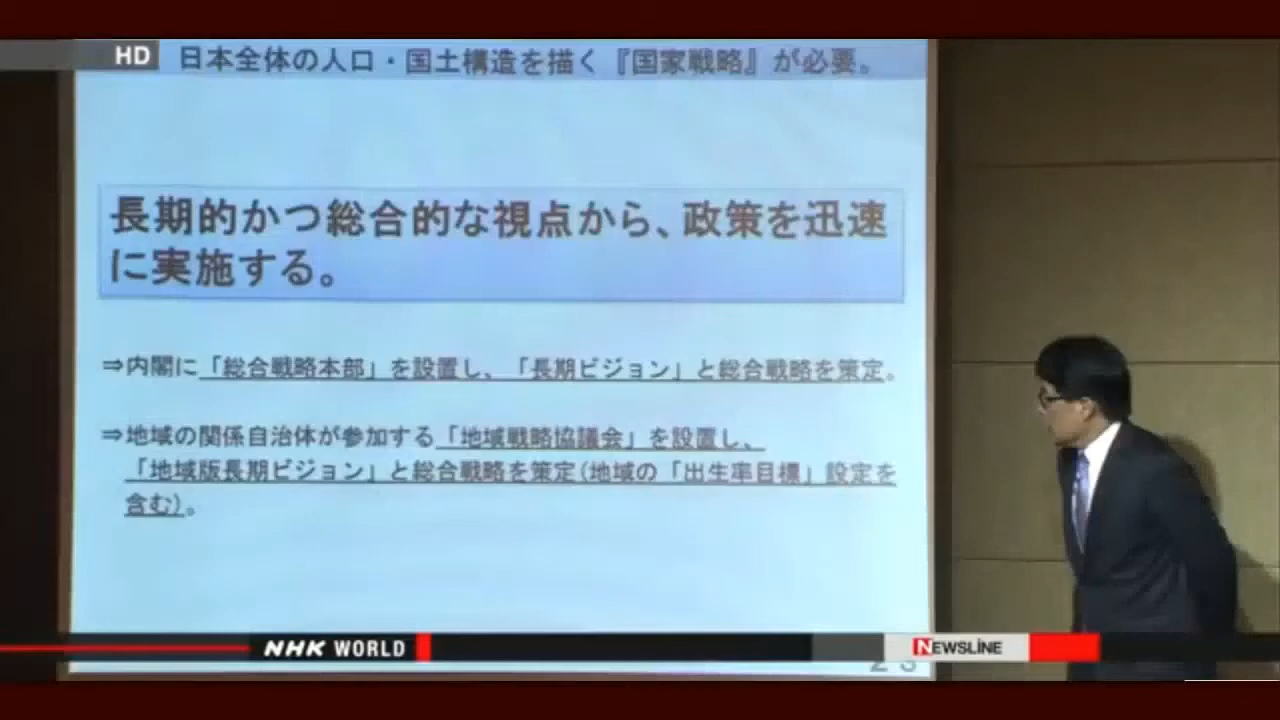 HD
日本全体の人口・国土構造を描く『国家戦略』が必要。
長期的かつ総合的な視点から、政策を迅速
に実施する。
⇒内閣に「総合戦略本部」を設置し、「長期ビジョン」と総合戦略を策定。
⇒地域の関係自治体が参加する「地域戦略協議会」を設置し、
「地域版長期ビジョン」と総合戦略を策定(地域の「出生率目標」設定を
含む)。
NHK WORLD
NEWSLINE
23